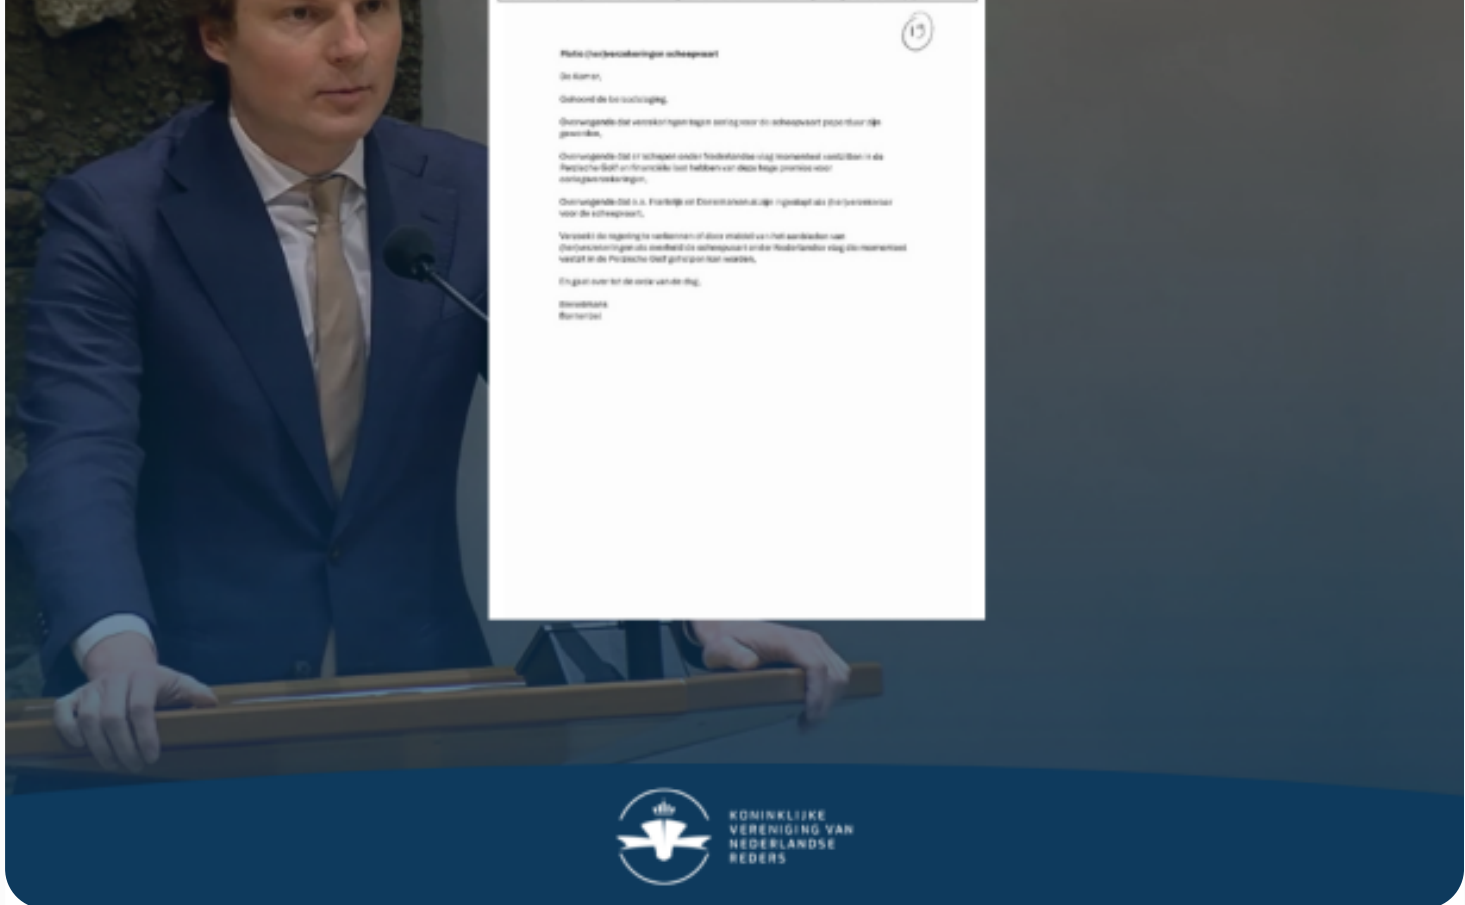 19
Motie (her)verzekeringen scheepvaart
De Kamer,
Gehoord de beraadslaging,
Overwegende dat verzekeringen tegen oorlog voor de scheepvaart peperduur zijn
geworden,
Overwegende dat er schepen onder Nederlandse vlag momenteel vastzitten in de
Perzische Golf en financiële last hebben van deze hoge premies voor
oorlogsverzekeringen,
Overwegende dat o.a. Frankrijk en Denemarken al zijn ingestapt als (her)verzekeraar
voor de scheepvaart,
Verzoekt de regering te verkennen of door middel van het aanbieden van
(her)verzekeringen als overheid de scheepvaart onder Nederlandse vlag die momenteel
vastzit in de Perzische Golf geholpen kan worden,
En gaat over tot de orde van de dag,
KONINKLIJKE
VERENIGING VAN
NEDERLANDSE
REDERS